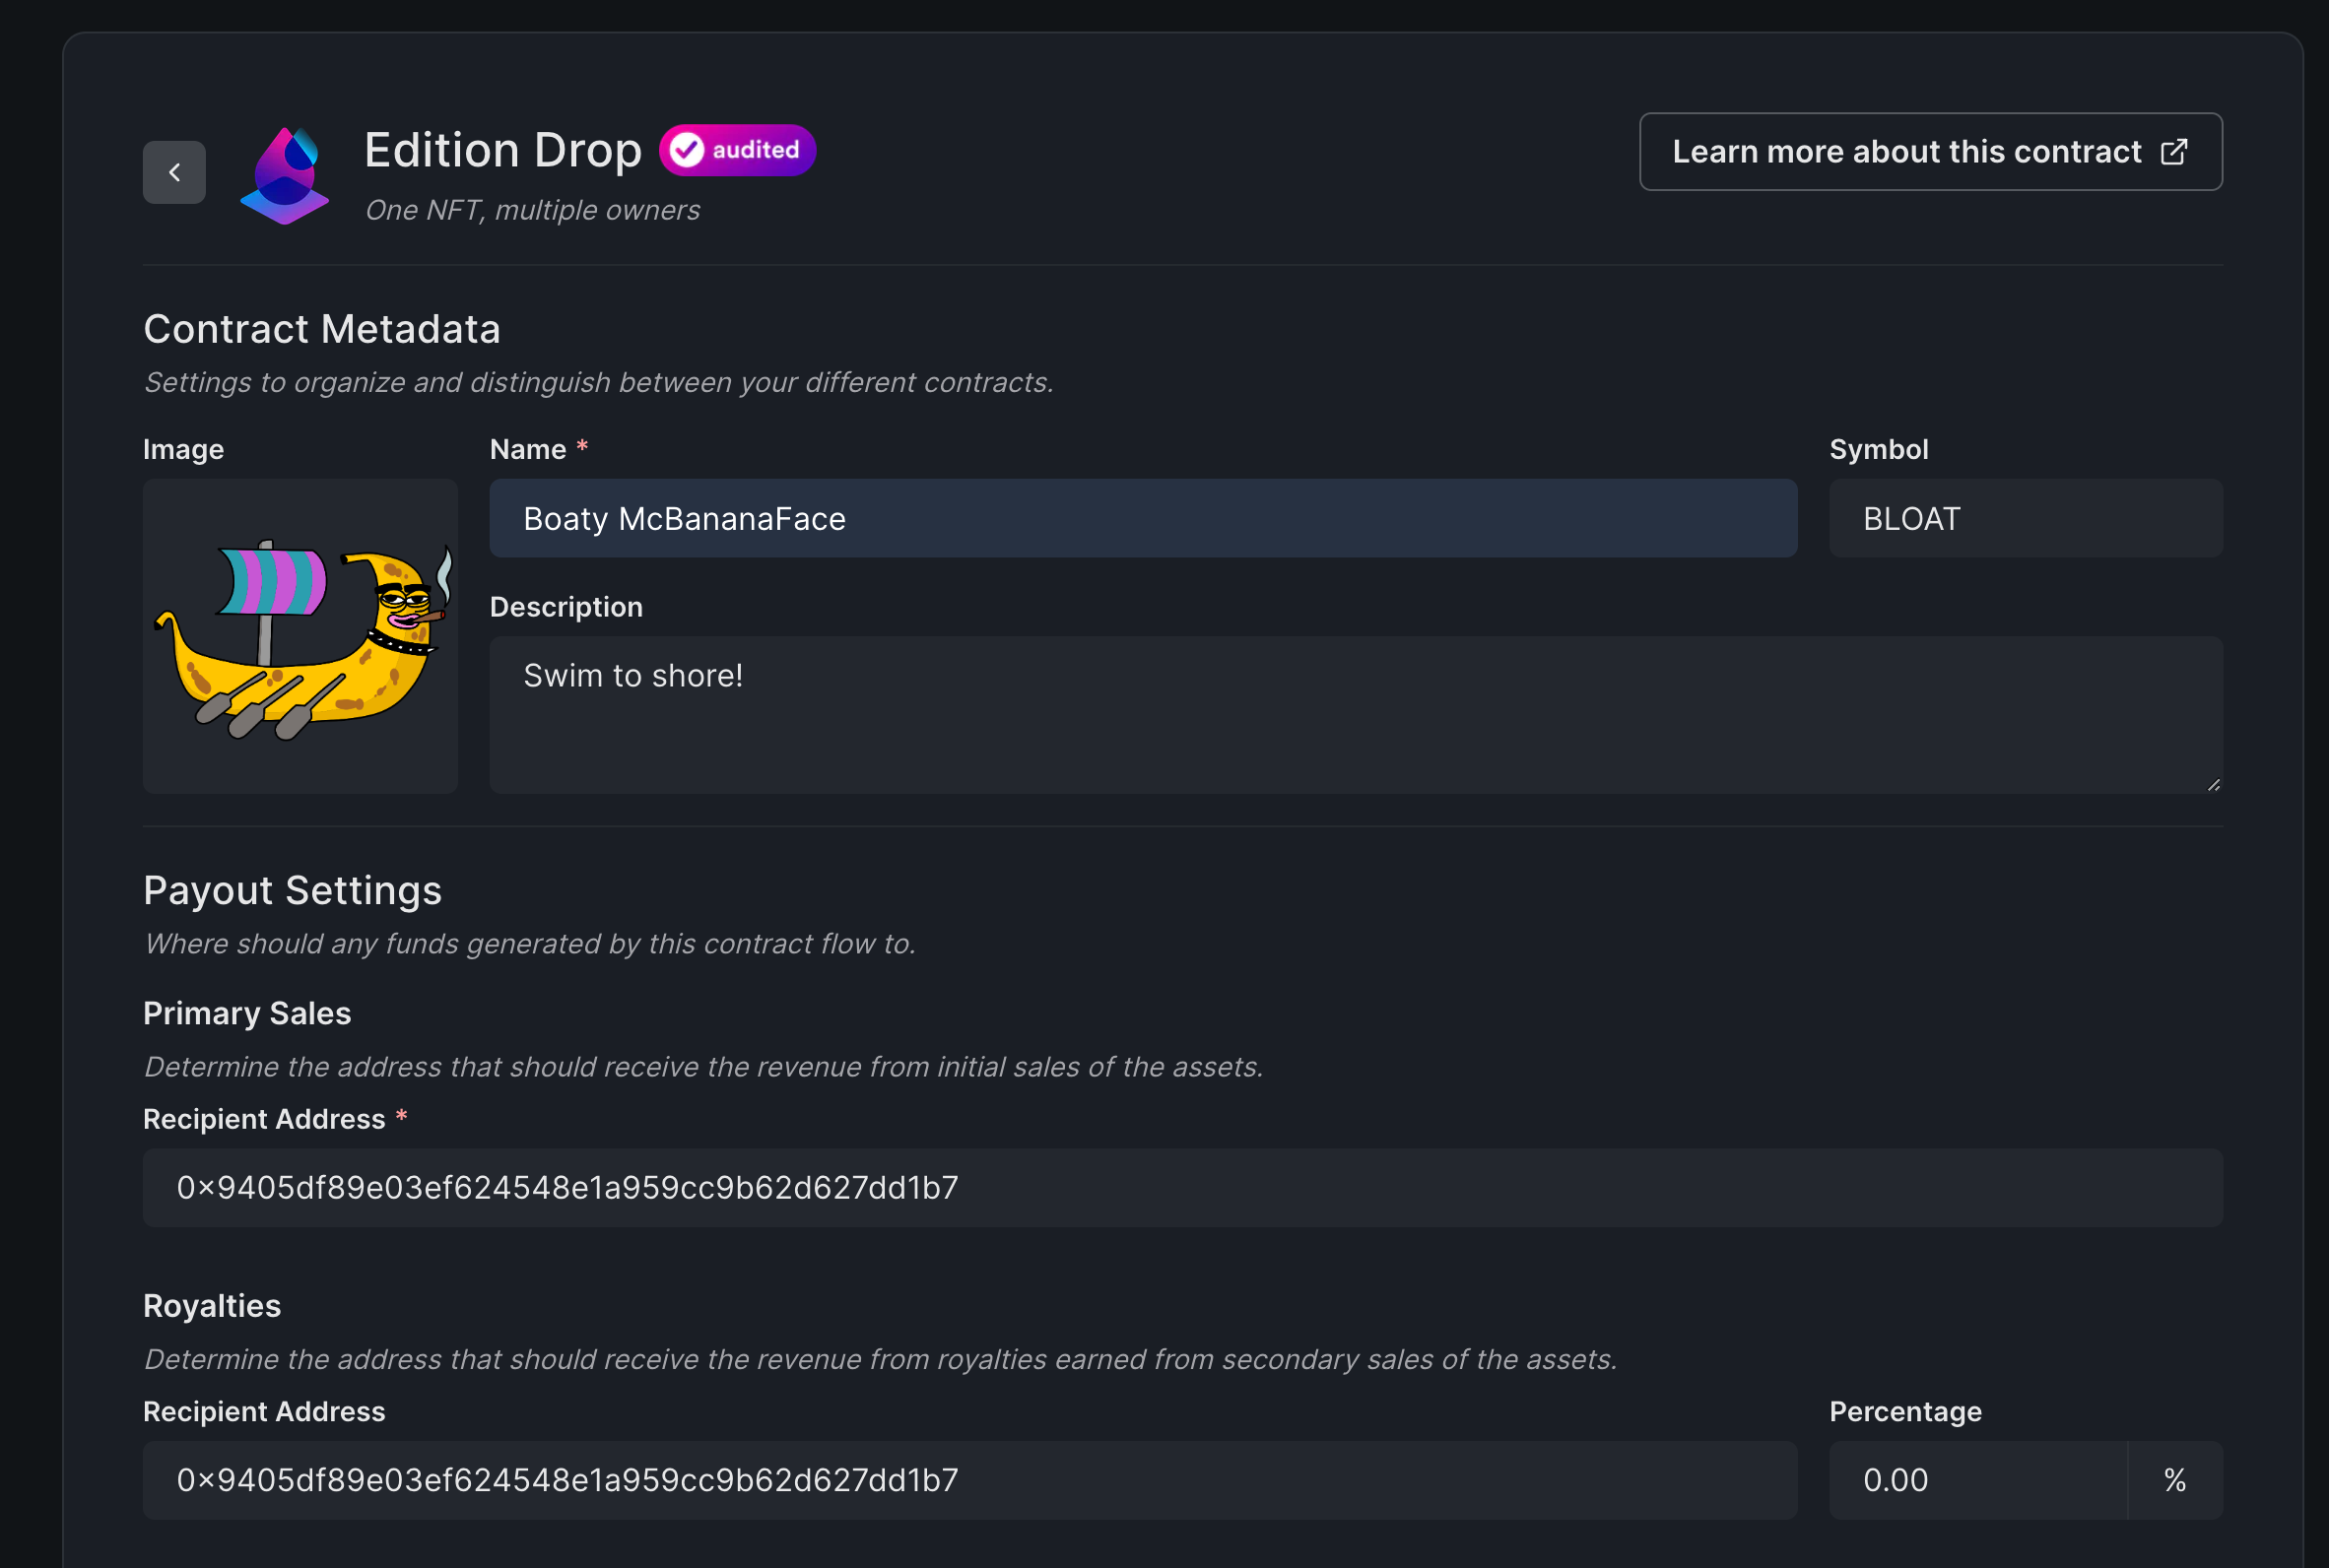 Edition Drop
audited
Learn more about this contract
One NFT, multiple owners
Contract Metadata
Settings to organize and distinguish between your different contracts.
Image
Name *
Symbol
Boaty McBananaFace
BLOAT
Description
Swim to shore!
Payout Settings
Where should any funds generated by this contract flow to.
Primary Sales
Determine the address that should receive the revenue from initial sales of the assets.
Recipient Address *
0x9405df89e03ef624548e1a959cc9b62d627dd1b7
Royalties
Determine the address that should receive the revenue from royalties earned from secondary sales of the assets.
Recipient Address
Percentage
0x9405df89e03ef624548e1a959cc9b62d627dd1b7
0.00 %